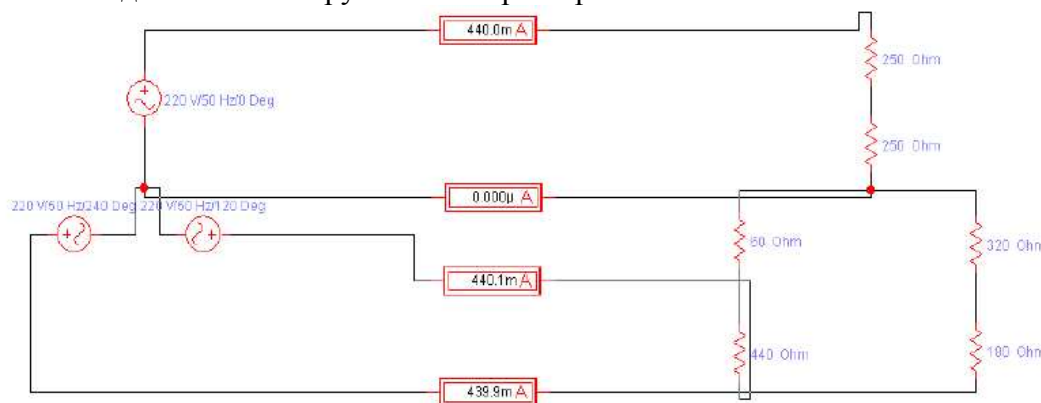 440.0m A
250 Ohm
220 V/50 Hz/0 Deg
250 Ohm
0.000µ A
220 V/50 Hz/240 Deg
220 V/50 Hz/120 Deg
60 Ohm
320 Ohm
440.1m A
440 Ohm
180 Ohm
439.9m A